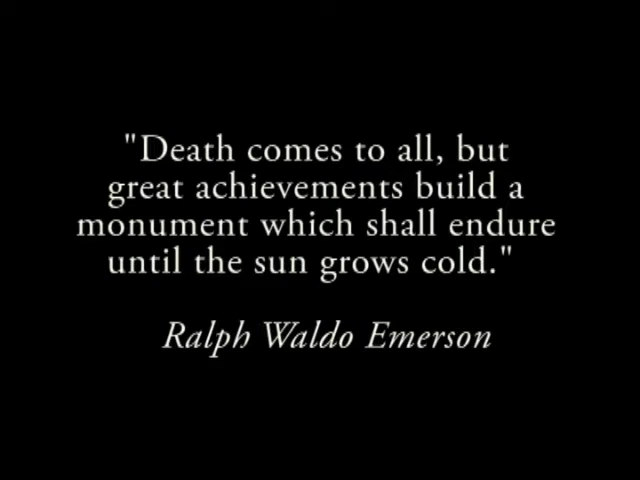 "Death comes to all, but
great achievements build a
monument which shall endure
until the sun grows cold."
Ralph Waldo Emerson